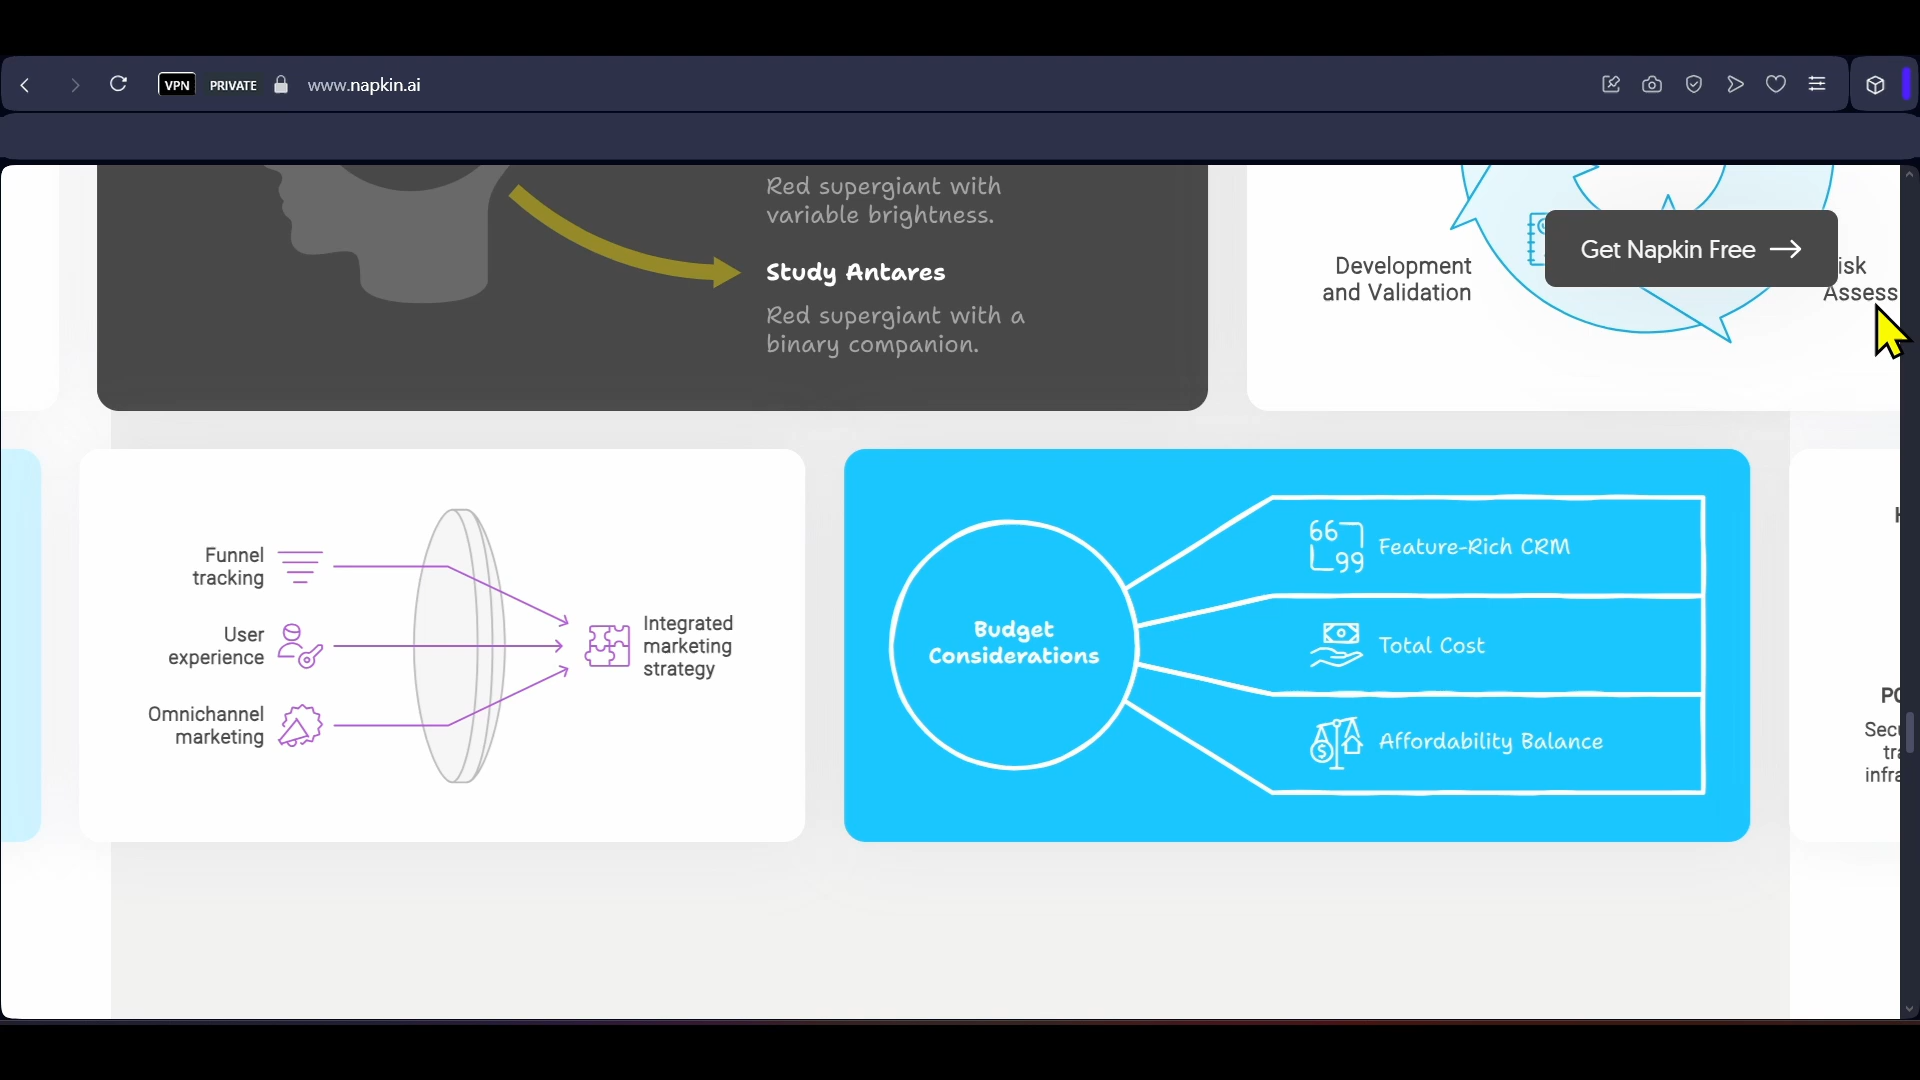 VPN PRIVATE www.napkin.ai
Red supergiant with
variable brightness.
Study Antares
Red supergiant with a
binary companion.
Development
and Validation
Get Napkin Free
Assess
Funnel
tracking
User
experience
Omnichannel
marketing
Integrated
marketing
strategy
Budget
Considerations
66
99
Feature-Rich CRM
Total Cost
$
Affordability Balance